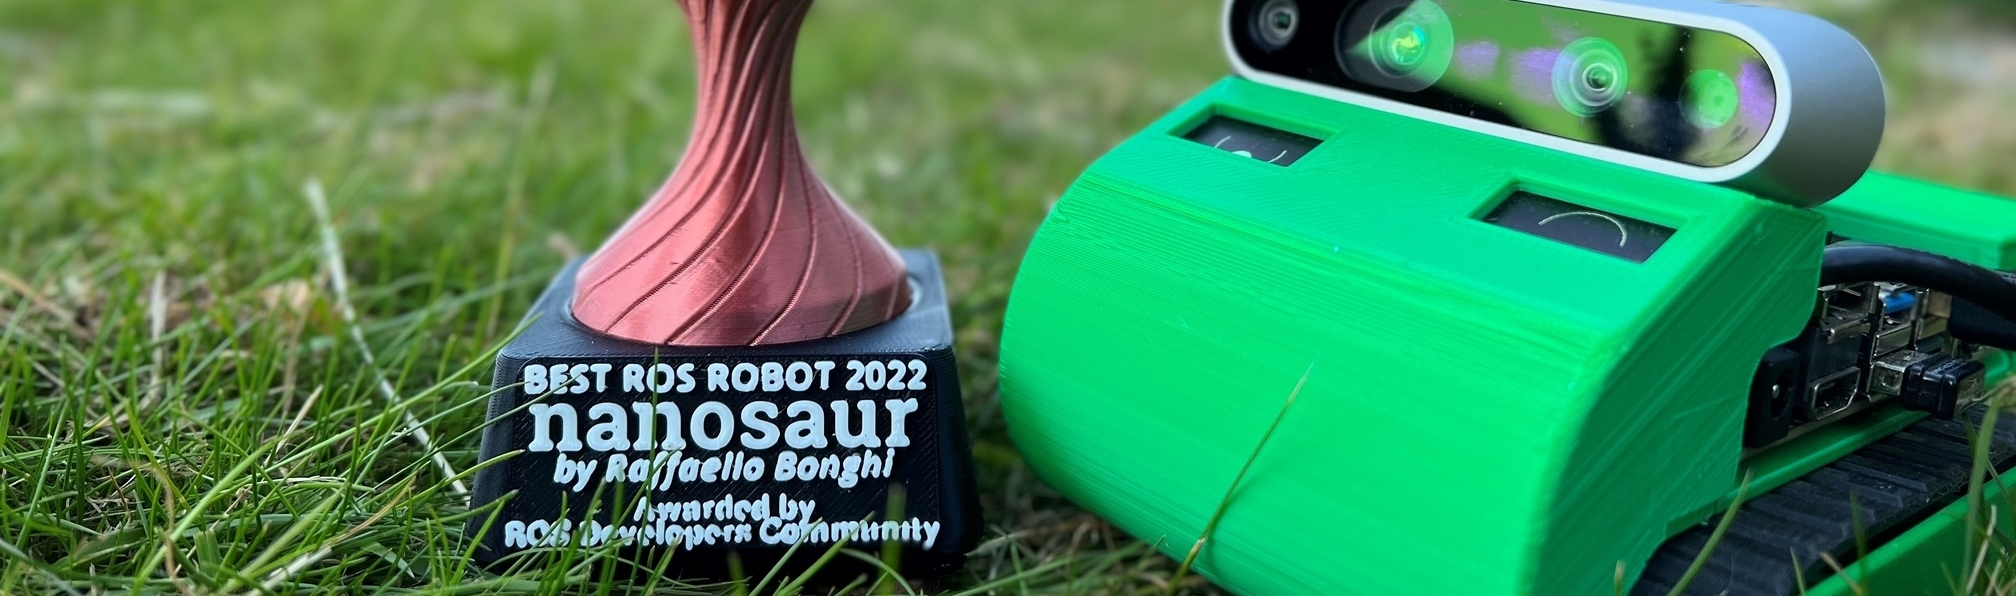 BEST ROS ROBOT 2022
nanosaur
by Raffaello Bonghi
Awarded by
ROS Developers Community